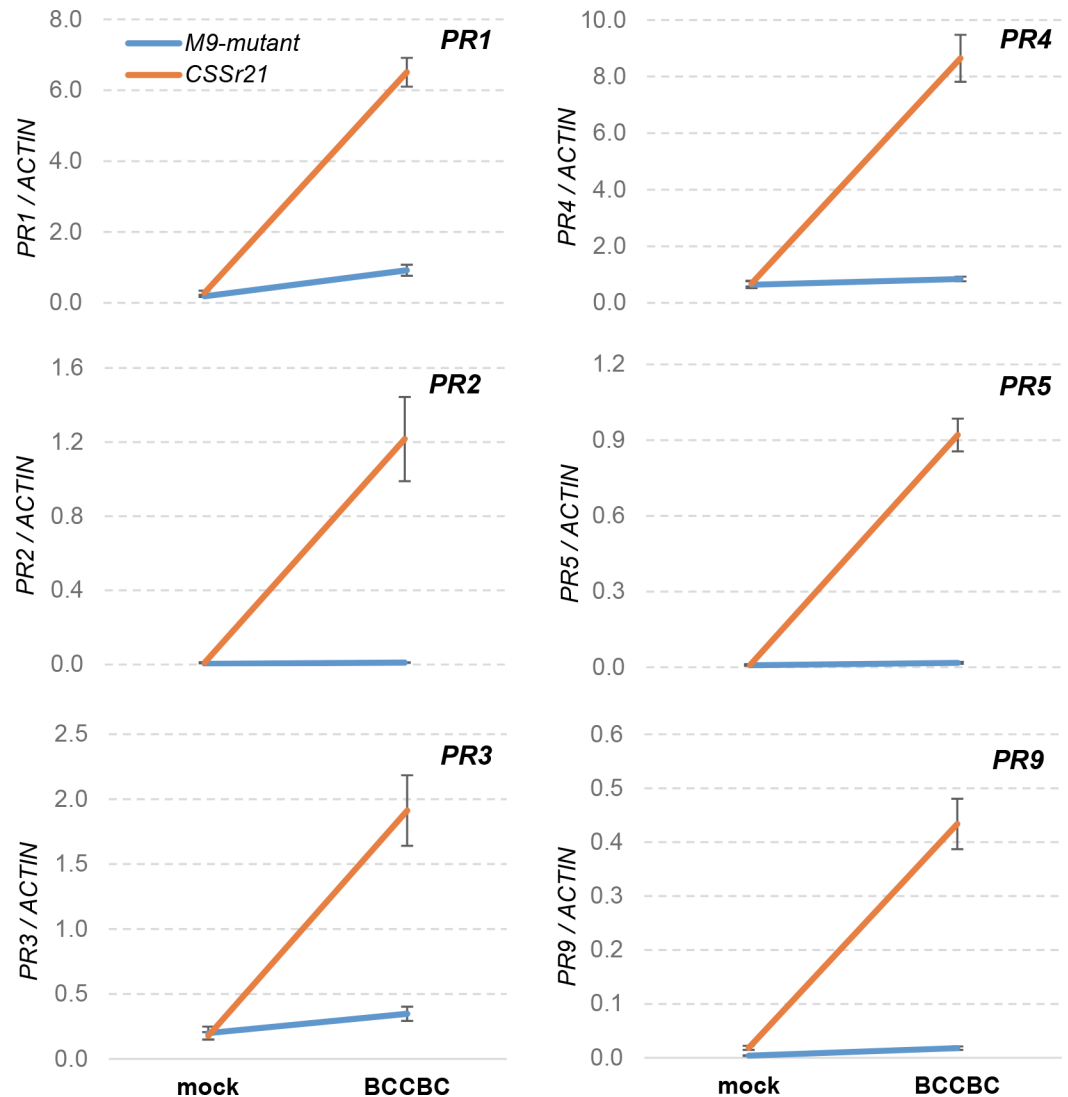 8.0
6.0
4.0
2.0
0.0
PR1 / ACTIN
M9-mutant
CSSr21
PR1
10.0
8.0
6.0
4.0
2.0
0.0
PR4 / ACTIN
PR4
1.6
1.2
0.8
0.4
0.0
PR2 / ACTIN
PR2
1.2
0.9
0.6
0.3
0.0
PR5 / ACTIN
PR5
2.5
2.0
1.5
1.0
0.5
0.0
PR3 / ACTIN
PR3
mock BCCBC
0.6
0.5
0.4
0.3
0.2
0.1
0.0
PR9 / ACTIN
PR9
mock BCCBC